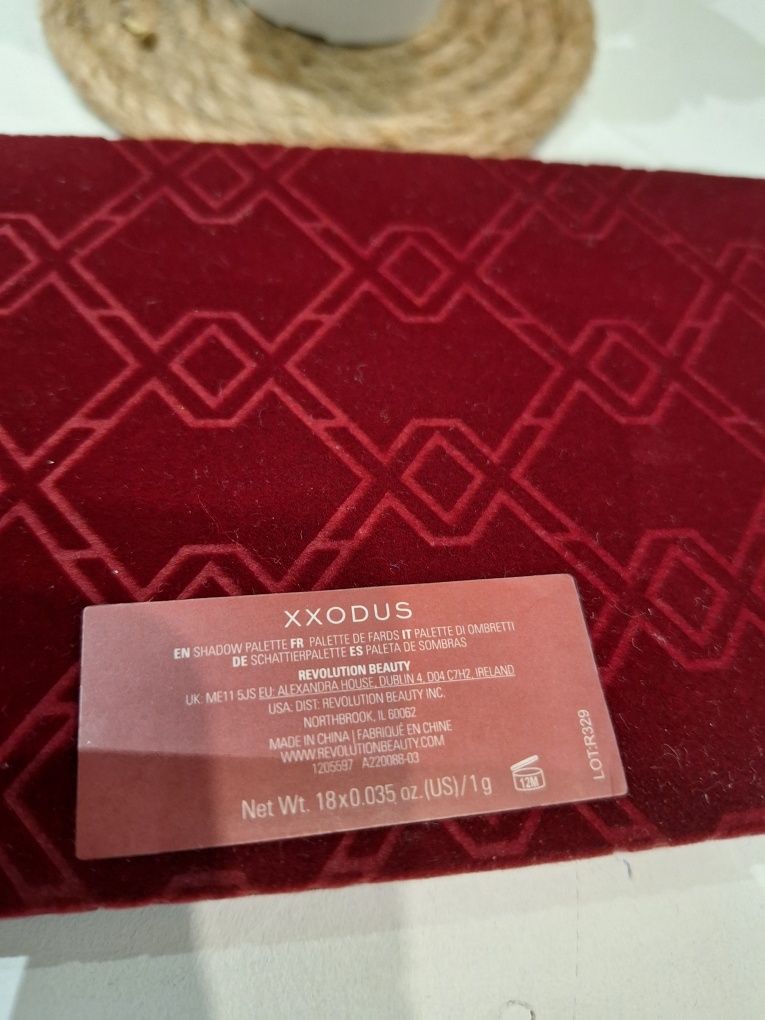 XXODUS
EN SHADOW PALETTE FR PALETTE DE FARDS IT PALETTE DI OMBRETTI
DE SCHATTIERPALETTE ES PALETA DE SOMBRAS
REVOLUTION BEAUTY
UK: ME11 5JS EU: ALEXANDRA HOUSE, DUBLIN 4, D04 C7H2, IRELAND
USA: DIST: REVOLUTION BEAUTY INC.
NORTHBROOK, IL 60062
MADE IN CHINA | FABRIQUÉ EN CHINE
WWW.REVOLUTIONBEAUTY.COM
1205597 A220088-03
Net Wt. 18x0.035 oz.(US)/1g
12M
LOT:R329